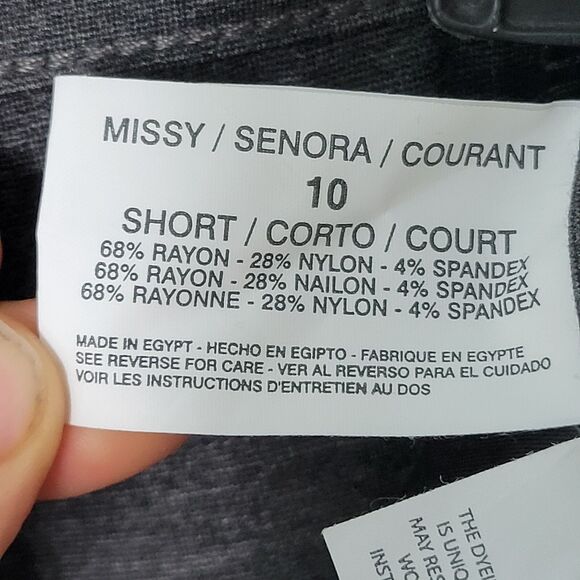 MISSY / SENORA / COURANT
10
SHORT / CORTO / COURT
68% RAYON - 28% NYLON - 4% SPANDEX
68% RAYON - 28% NAILON - 4% SPANDEX
68% RAYONNE - 28% NYLON - 4% SPANDEX
MADE IN EGYPT - HECHO EN EGIPTO - FABRIQUE EN EGYPTE
SEE REVERSE FOR CARE - VER AL REVERSO PARA EL CUIDADO
VOIR LES INSTRUCTIONS D'ENTRETIEN AU DOS
THE DYE
IS UNIQ
MAY RES